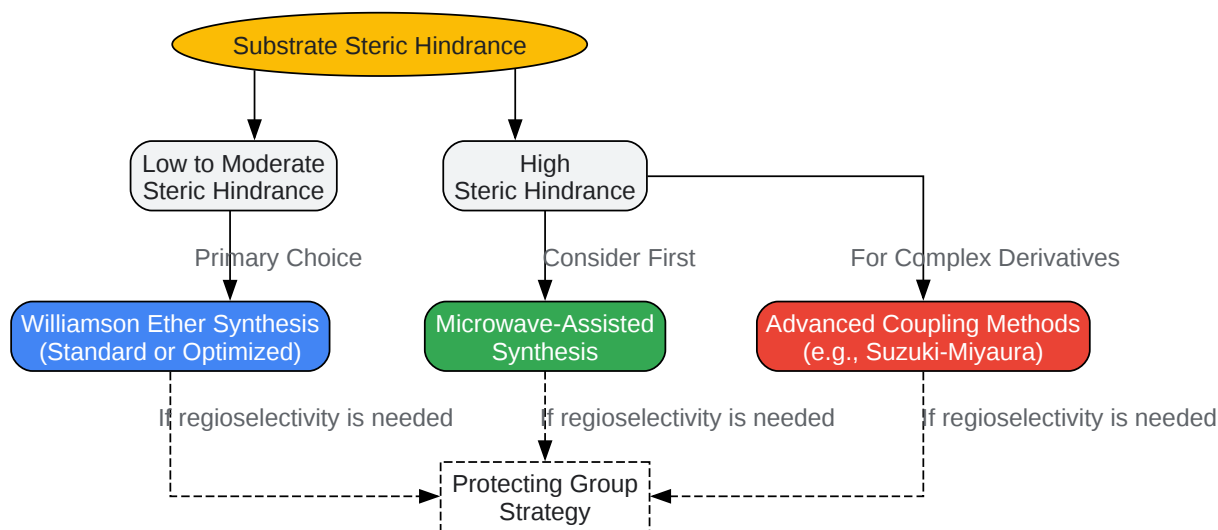 Substrate Steric Hindrance
Low to Moderate
Steric Hindrance
High
Steric Hindrance
Primary Choice
Consider First
For Complex Derivatives
Williamson Ether Synthesis
(Standard or Optimized)
Microwave-Assisted
Synthesis
Advanced Coupling Methods
(e.g., Suzuki-Miyaura)
If regioselectivity is needed
If regioselectivity is needed
If regioselectivity is needed
Protecting Group
Strategy